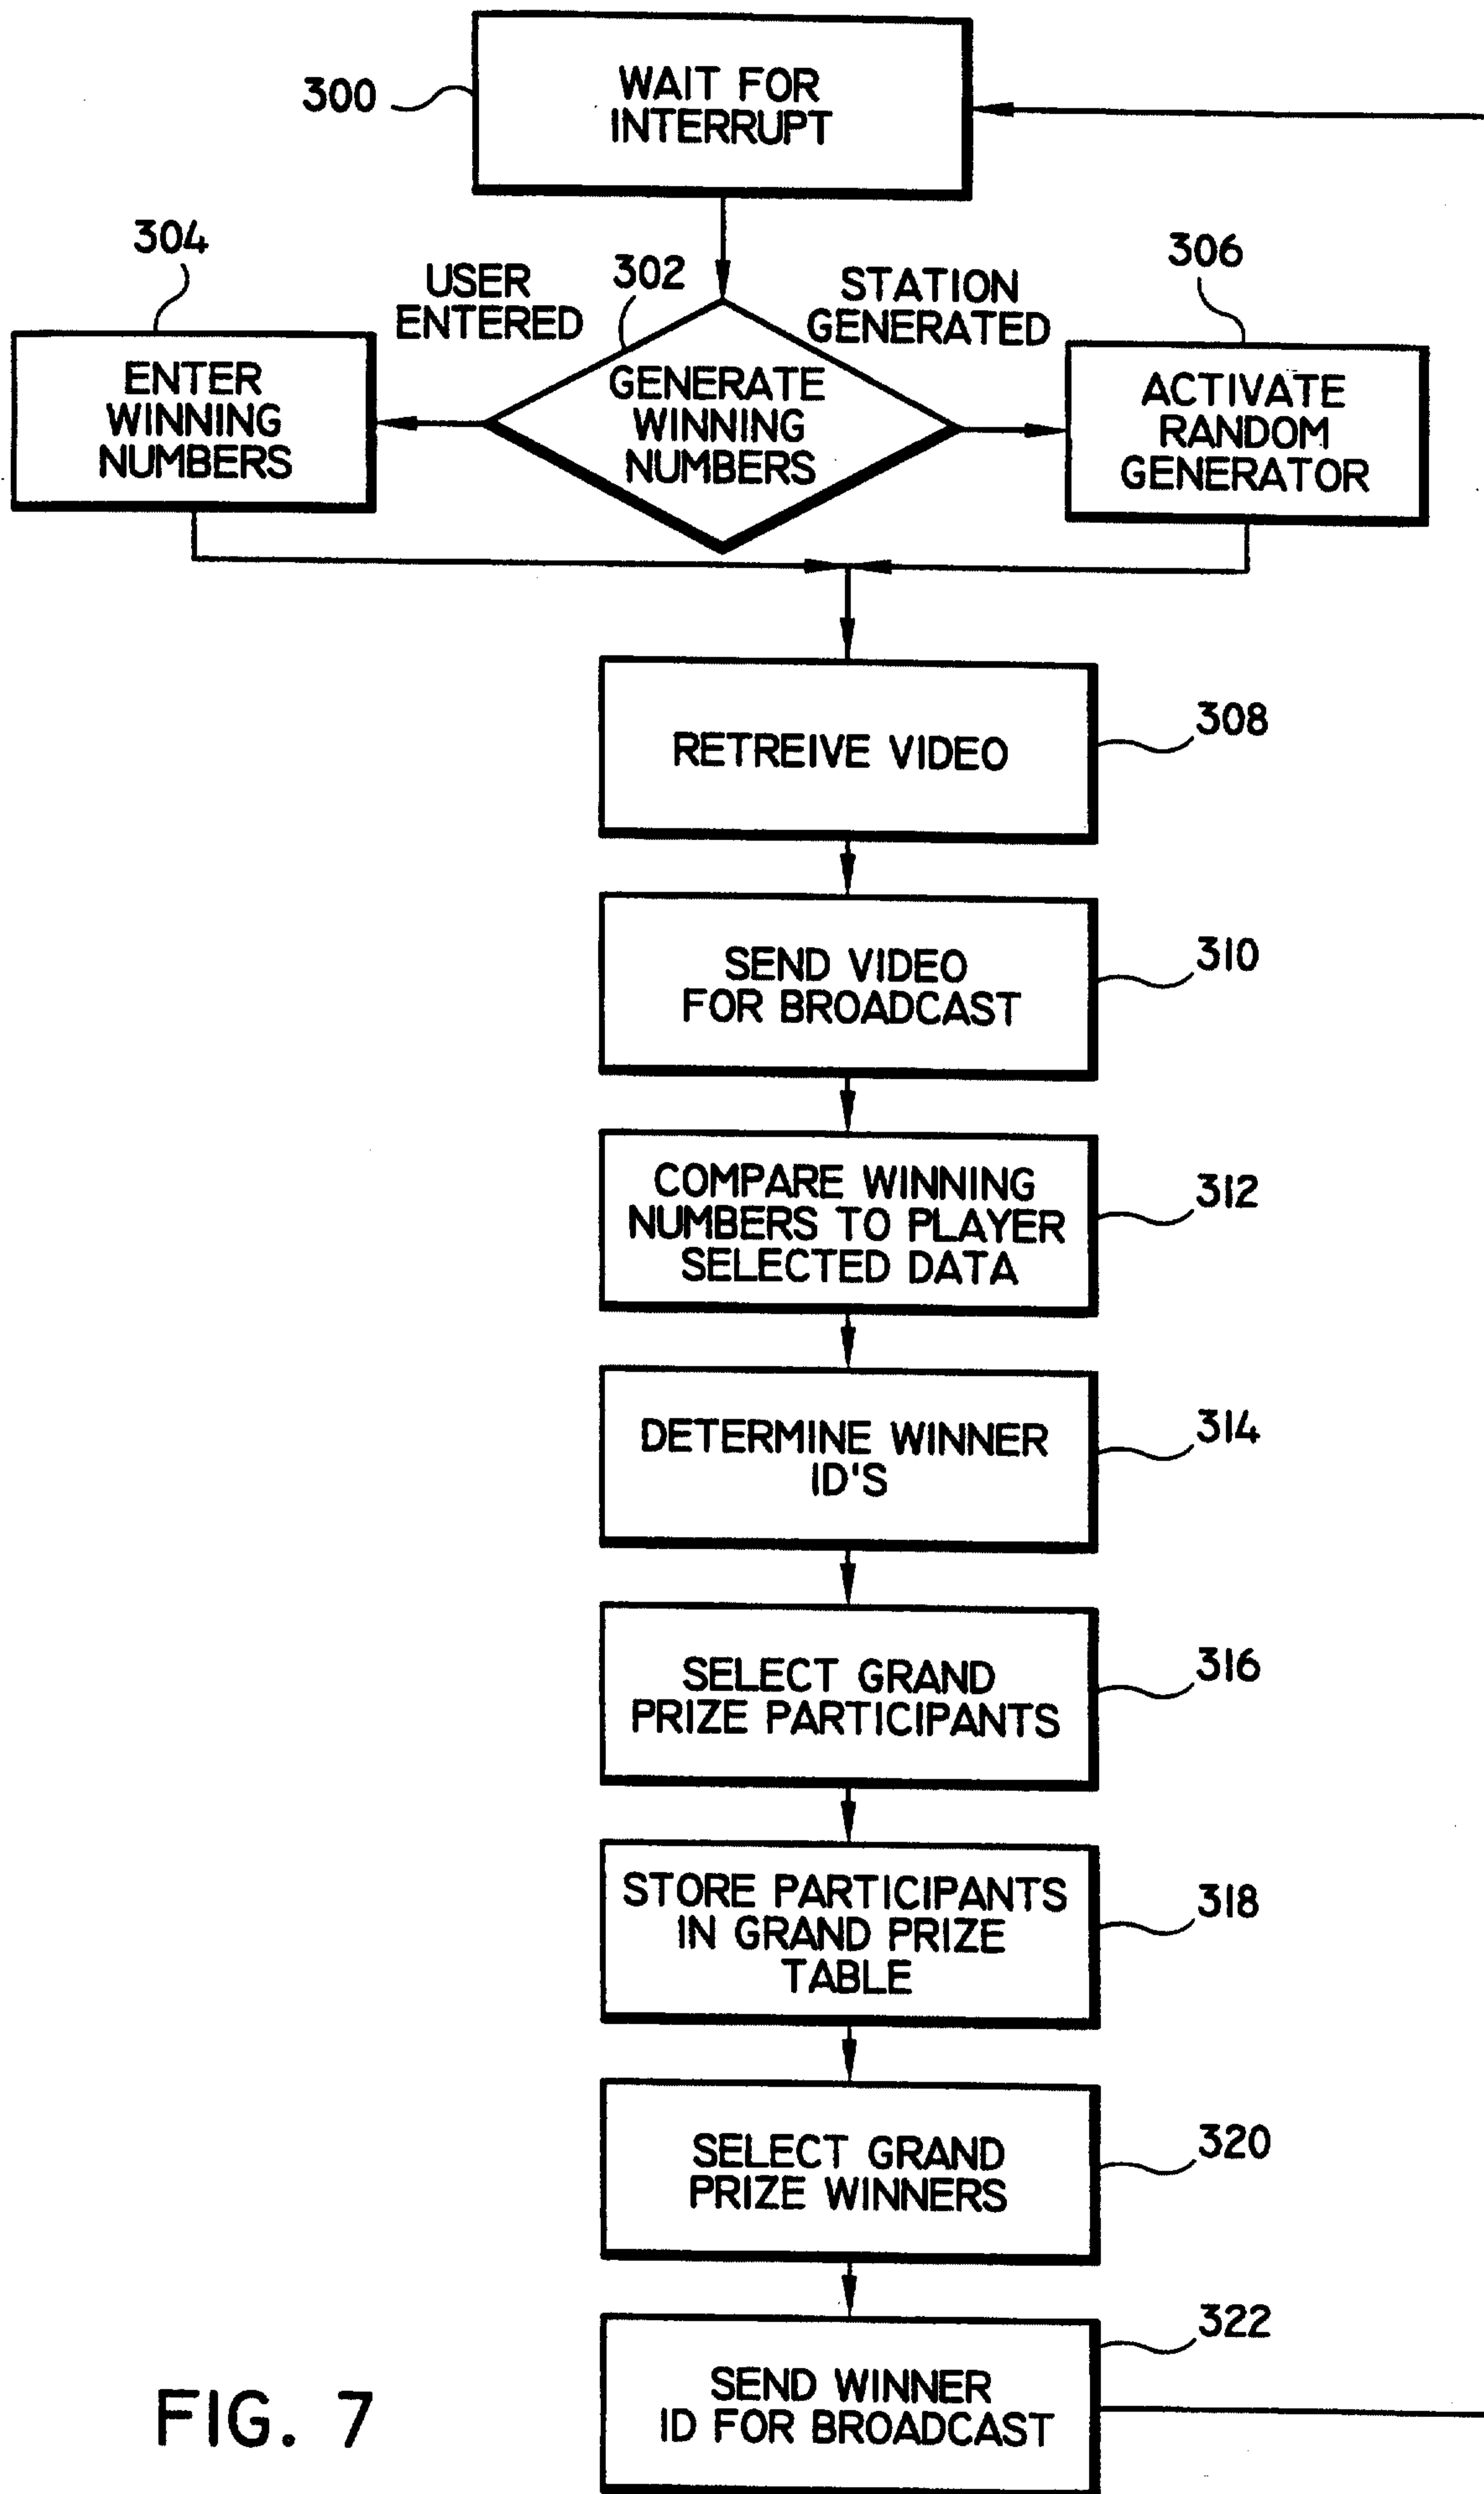 WAIT FOR
INTERRUPT
300
304
USER
ENTERED
302
STATION
GENERATED
306
ENTER
WINNING
NUMBERS
GENERATE
WINNING
NUMBERS
ACTIVATE
RANDOM
GENERATOR
RETREIVE VIDEO
308
SEND VIDEO
FOR BROADCAST
310
COMPARE WINNING
NUMBERS TO PLAYER
SELECTED DATA
312
DETERMINE WINNER
ID'S
314
SELECT GRAND
PRIZE PARTICIPANTS
316
STORE PARTICIPANTS
IN GRAND PRIZE
TABLE
318
SELECT GRAND
PRIZE WINNERS
320
SEND WINNER
ID FOR BROADCAST
322
FIG. 7